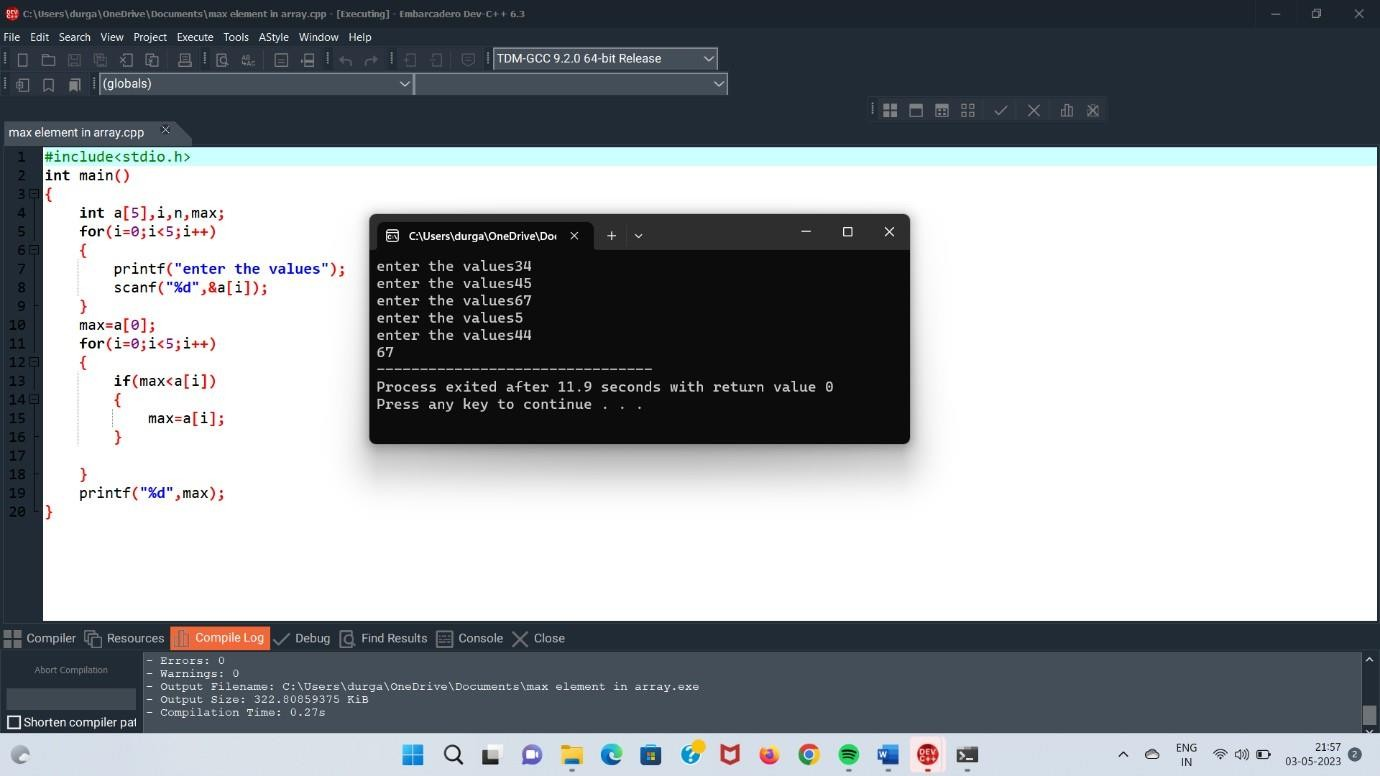 C:\Users\durga\OneDrive\Documents\max element in array.cpp - [Executing] - Embarcadero Dev-C++ 6.3
File Edit Search View Project Execute Tools AStyle Window Help
TDM-GCC 9.2.0 64-bit Release
(globals)
max element in array.cpp
1 #include<stdio.h>
2 int main()
3 {
4 int a[5],i,n,max;
5 for(i=0;i<5;i++)
6 {
7 printf("enter the values");
8 scanf("%d",&a[i]);
9 }
10 max=a[0];
11 for(i=0;i<5;i++)
12 {
13 if(max<a[i])
14 {
15 max=a[i];
16 }
17
18 }
19 printf("%d",max);
20 }
C:\Users\durga\OneDrive\Do
enter the values34
enter the values45
enter the values67
enter the values5
enter the values44
67
--------------------------------
Process exited after 11.9 seconds with return value 0
Press any key to continue . . .
Compiler Resources Compile Log Debug Find Results Console Close
Abort Compilation
Shorten compiler pat
- Errors: 0
- Warnings: 0
- Output Filename: C:\Users\durga\OneDrive\Documents\max element in array.exe
- Output Size: 322.80859375 KiB
- Compilation Time: 0.27s
ENG
IN
21:57
03-05-2023
2